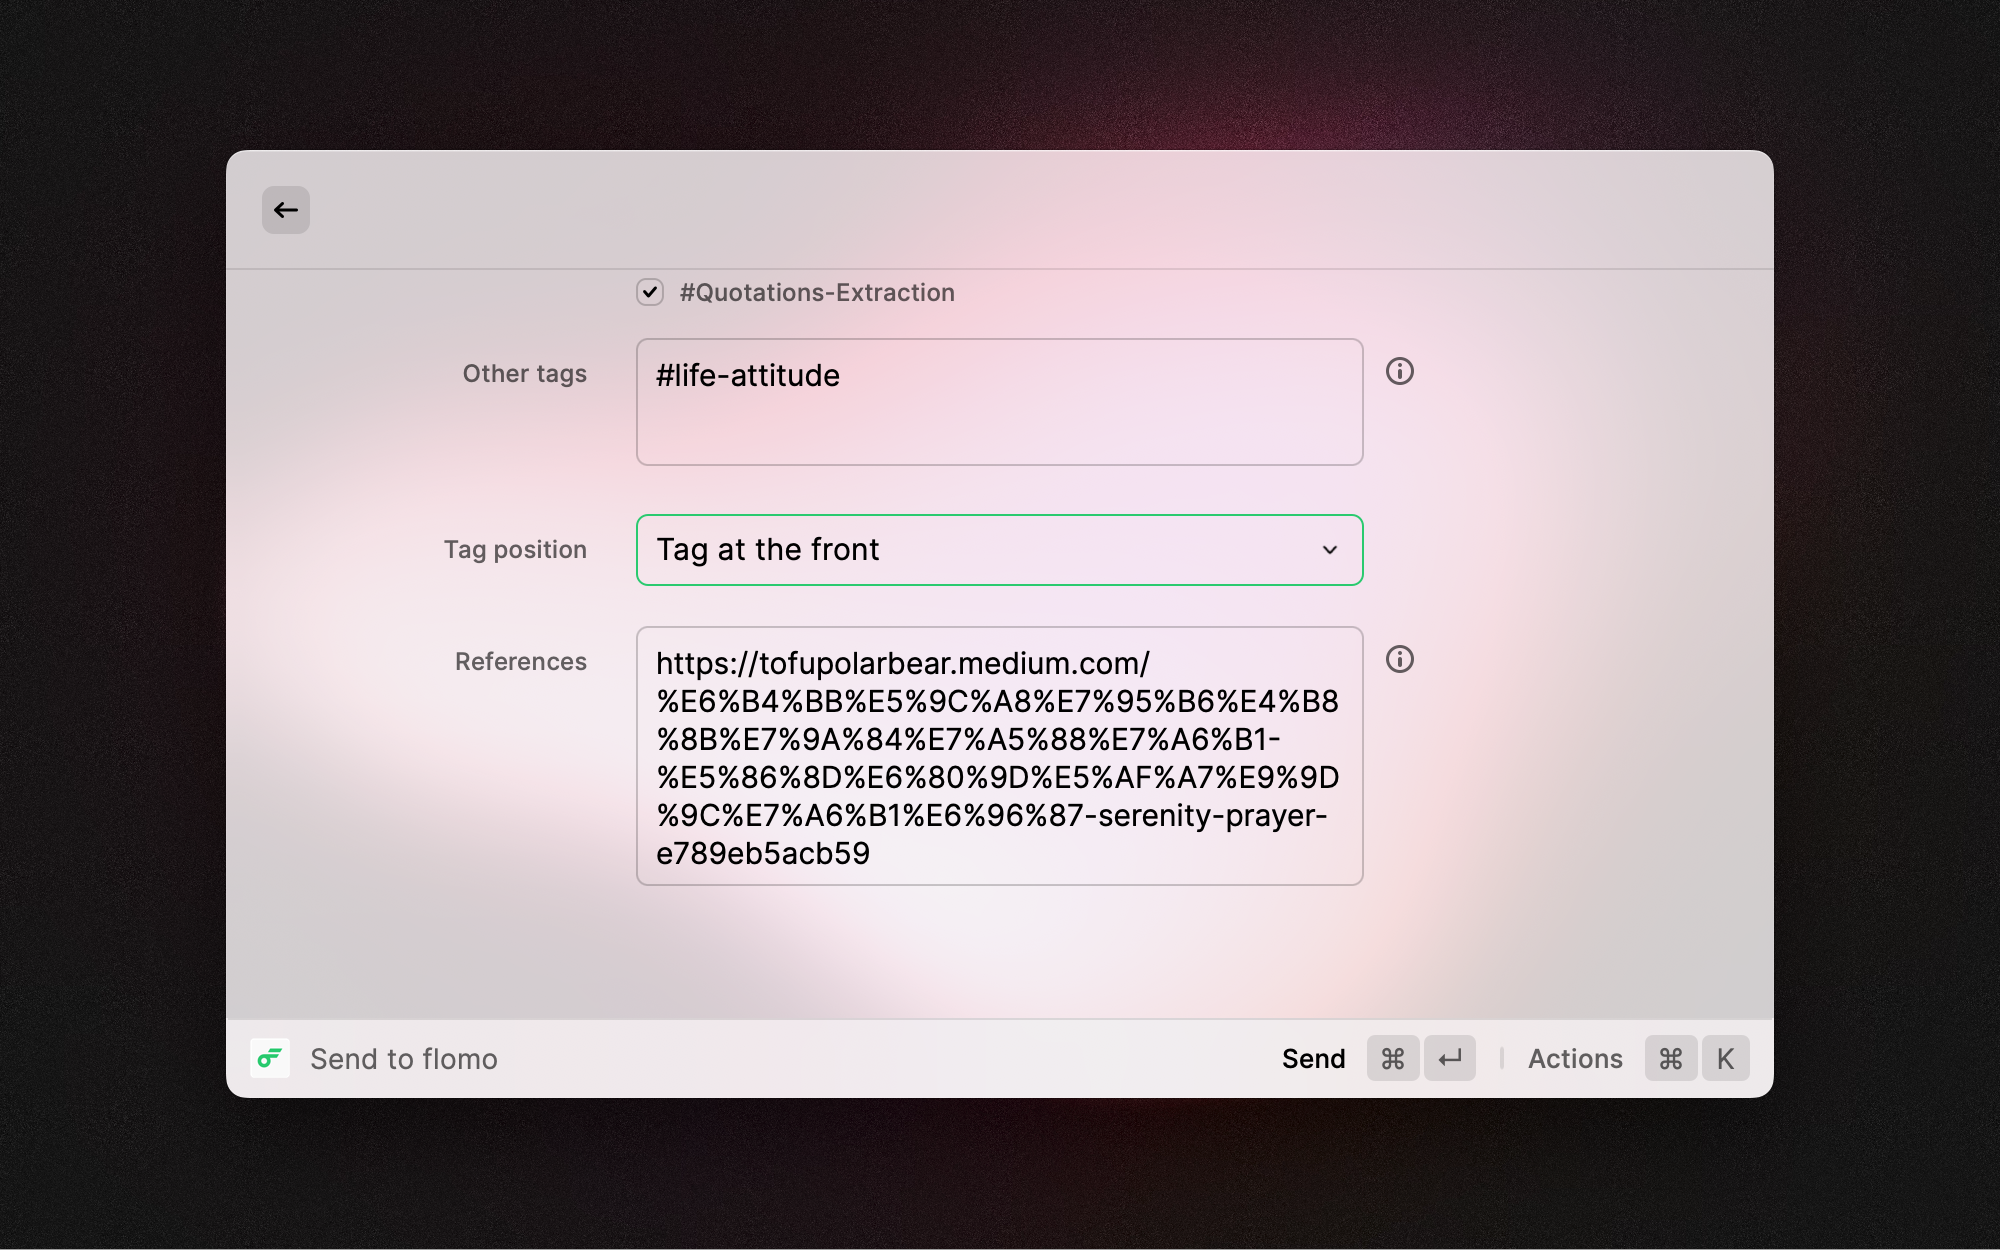 #Quotations-Extraction
Other tags
#life-attitude
Tag position
Tag at the front
References
https://tofupolarbear.medium.com/
%E6%B4%BB%E5%9C%A8%E7%95%B6%E4%B8
%8B%E7%9A%84%E7%A5%88%E7%A6%B1-
%E5%86%8D%E6%80%9D%E5%AF%A7%E9%9D
%9C%E7%A6%B1%E6%96%87-serenity-prayer-
e789eb5acb59
Send to flomo
Send ⌘ ↵ Actions ⌘ K